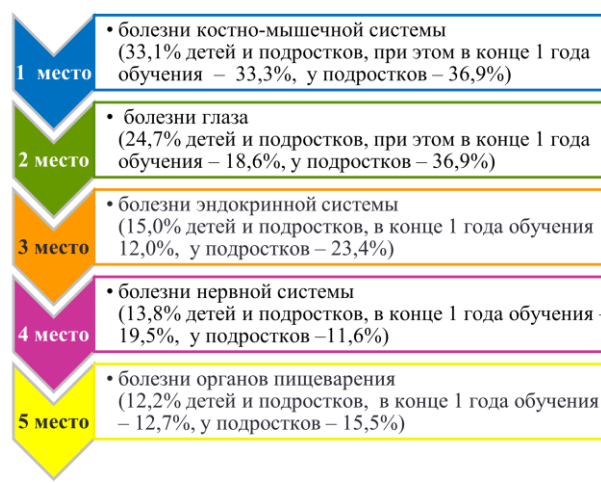 1 место
• болезни костно-мышечной системы
(33,1% детей и подростков, при этом в конце 1 года
обучения – 33,3%, у подростков – 36,9%)
2 место
• болезни глаза
(24,7% детей и подростков, при этом в конце 1 года
обучения – 18,6%, у подростков – 36,9%)
3 место
• болезни эндокринной системы
(15,0% детей и подростков, в конце 1 года обучения
12,0%, у подростков – 23,4%)
4 место
• болезни нервной системы
(13,8% детей и подростков, в конце 1 года обучения –
19,5%, у подростков –11,6%)
5 место
• болезни органов пищеварения
(12,2% детей и подростков, в конце 1 года обучения
– 12,7%, у подростков – 15,5%)